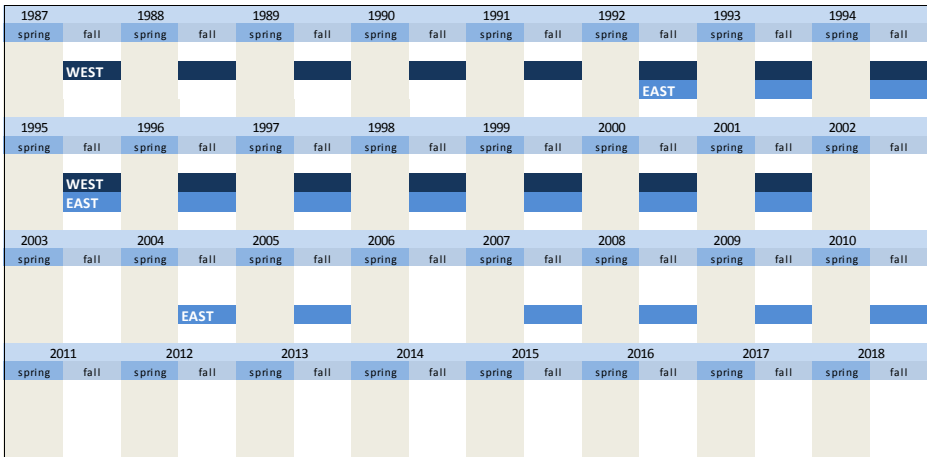 1987 1988 1989 1990 1991 1992 1993 1994
spring fall spring fall spring fall spring fall spring fall spring fall spring fall spring fall
WEST
EAST
1995 1996 1997 1998 1999 2000 2001 2002
spring fall spring fall spring fall spring fall spring fall spring fall spring fall spring fall
WEST
EAST
2003 2004 2005 2006 2007 2008 2009 2010
spring fall spring fall spring fall spring fall spring fall spring fall spring fall spring fall
EAST
2011 2012 2013 2014 2015 2016 2017 2018
spring fall spring fall spring fall spring fall spring fall spring fall spring fall spring fall